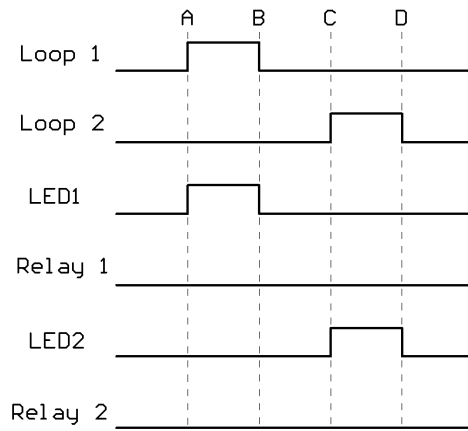 A B C D
Loop 1
Loop 2
LED1
Relay 1
LED2
Relay 2